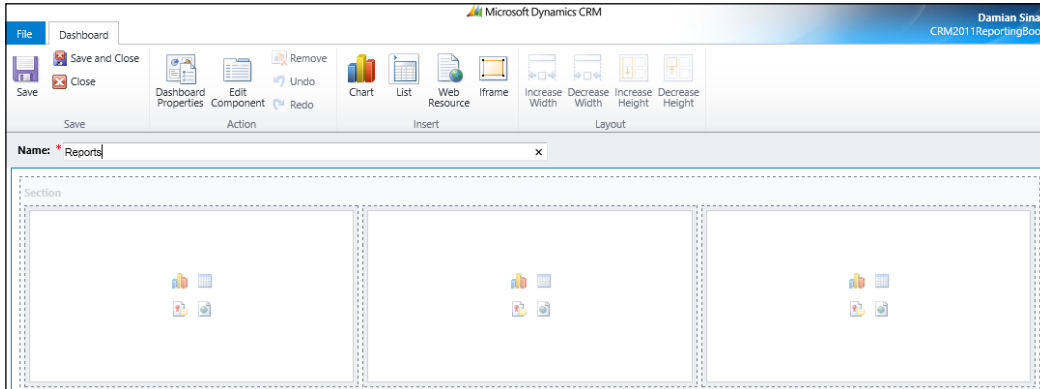 Microsoft Dynamics CRM
Damian Sina
CRM2011ReportingBoo
File
Dashboard
Save
Save and Close
Close
Save
Dashboard Properties
Edit Component
Remove
Undo
Redo
Action
Chart
List
Web Resource
Iframe
Insert
Increase Width
Decrease Width
Increase Height
Decrease Height
Layout
Name: * Reports
Section